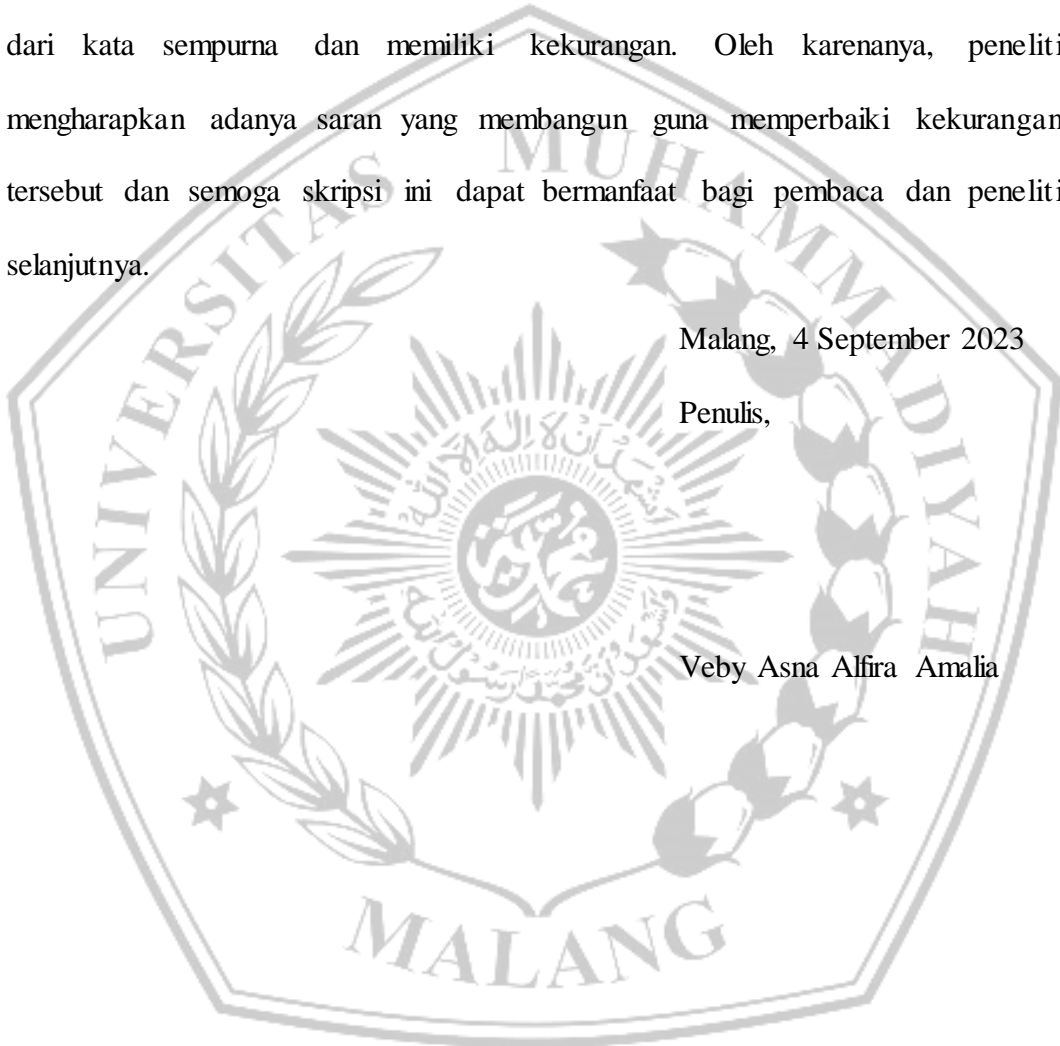 dari kata sempurna dan memiliki kekurangan. Oleh karenanya, peneliti
mengharapkan adanya saran yang membangun guna memperbaiki kekurangan
tersebut dan semoga skripsi ini dapat bermanfaat bagi pembaca dan peneliti
selanjutnya.
Malang, 4 September 2023
Penulis,
Veby Asna Alfira Amalia
UNIVERSITAS MUHAMMADIYAH
MALANG